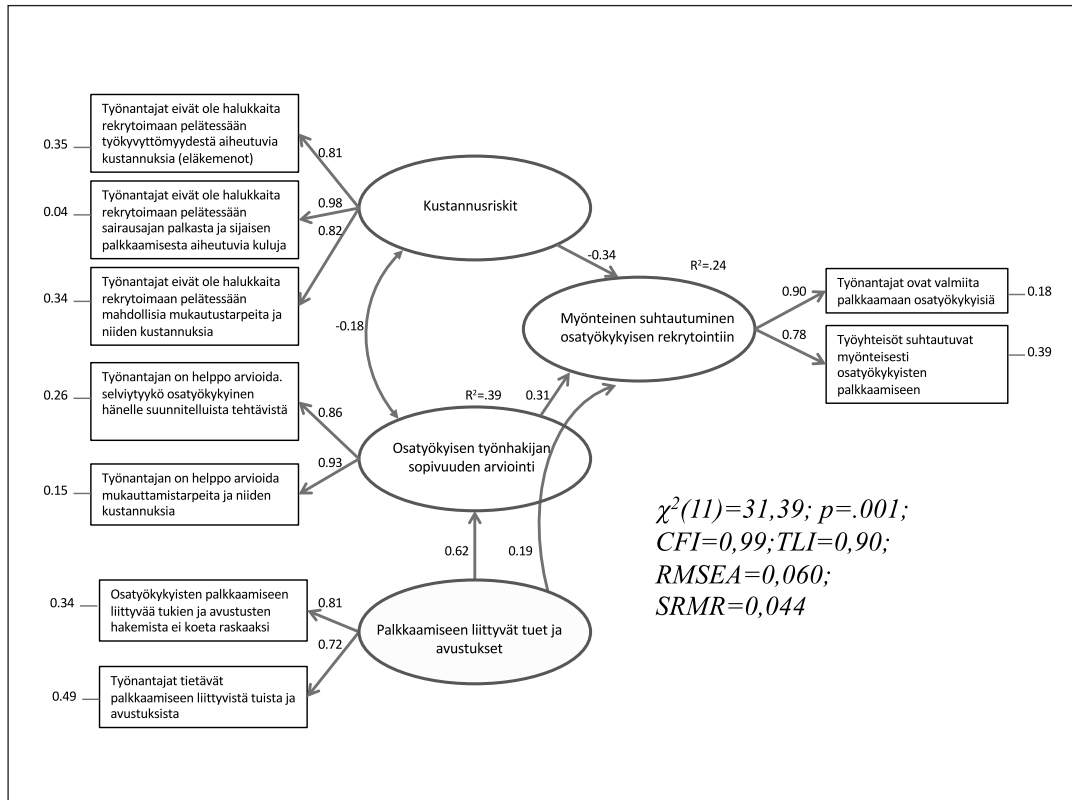 Työnantajat eivät ole halukkaita
rekrytoimaan pelätessään
työkyvyttömyydestä aiheutuvia
kustannuksia (eläkemenot)
0.35
0.81
Työnantajat eivät ole halukkaita
rekrytoimaan pelätessään
sairausajan palkasta ja sijaisen
palkkaamisesta aiheutuvia kuluja
0.04
0.98
0.82
Työnantajat eivät ole halukkaita
rekrytoimaan pelätessään
mahdollisia mukautustarpeita ja
niiden kustannuksia
0.34
Kustannusriskit
-0.34
R²=.24
Myönteinen suhtautuminen
osatyökykyisen rekrytointiin
0.90
0.78
Työnantajat ovat valmiita
palkkaamaan osatyökykyisiä
0.18
Työyhteisöt suhtautuvat
myönteisesti
osatyökykyisten
palkkaamiseen
0.39
-0.18
Työnantajan on helppo arvioida.
selviytyykö osatyökykyinen
hänelle suunnitelluista tehtävistä
0.26
0.86
R²=.39
0.31
Osatyökyisen työnhakijan
sopivuuden arviointi
0.93
Työnantajan on helppo arvioida
mukauttamistarpeita ja niiden
kustannuksia
0.15
0.62
0.19
χ²(11)=31,39; p=.001;
CFI=0,99;TLI=0,90;
RMSEA=0,060;
SRMR=0,044
Osatyökykyisten palkkaamiseen
liittyvää tukien ja avustusten
hakemista ei koeta raskaaksi
0.34
0.81
0.72
Palkkaamiseen liittyvät tuet ja
avustukset
Työnantajat tietävät
palkkaamiseen liittyvistä tuista ja
avustuksista
0.49